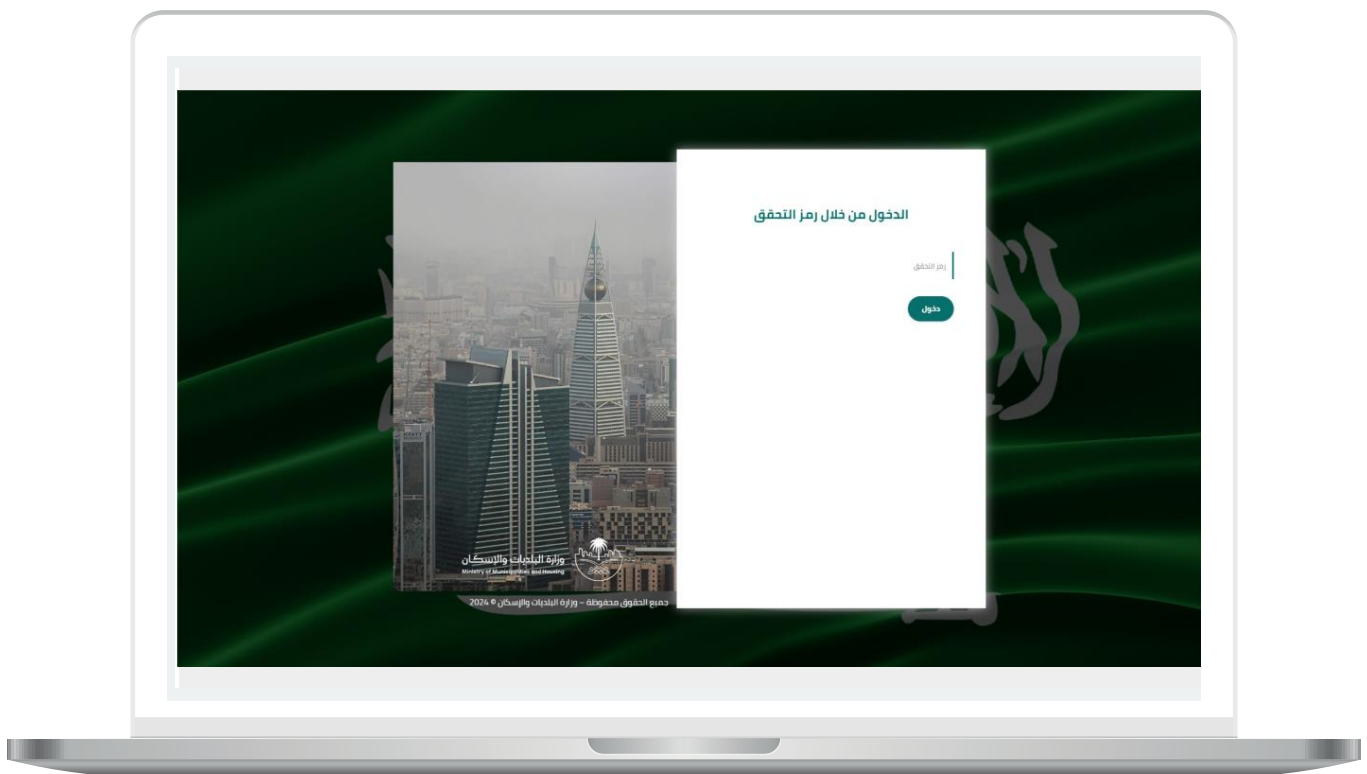 الدخول من خلال رمز التحقق
رمز التحقق
دخول
وزارة البلديات والإسكان
Ministry of Municipalities and Housing
جميع الحقوق محفوظة – وزارة البلديات والإسكان © 2024